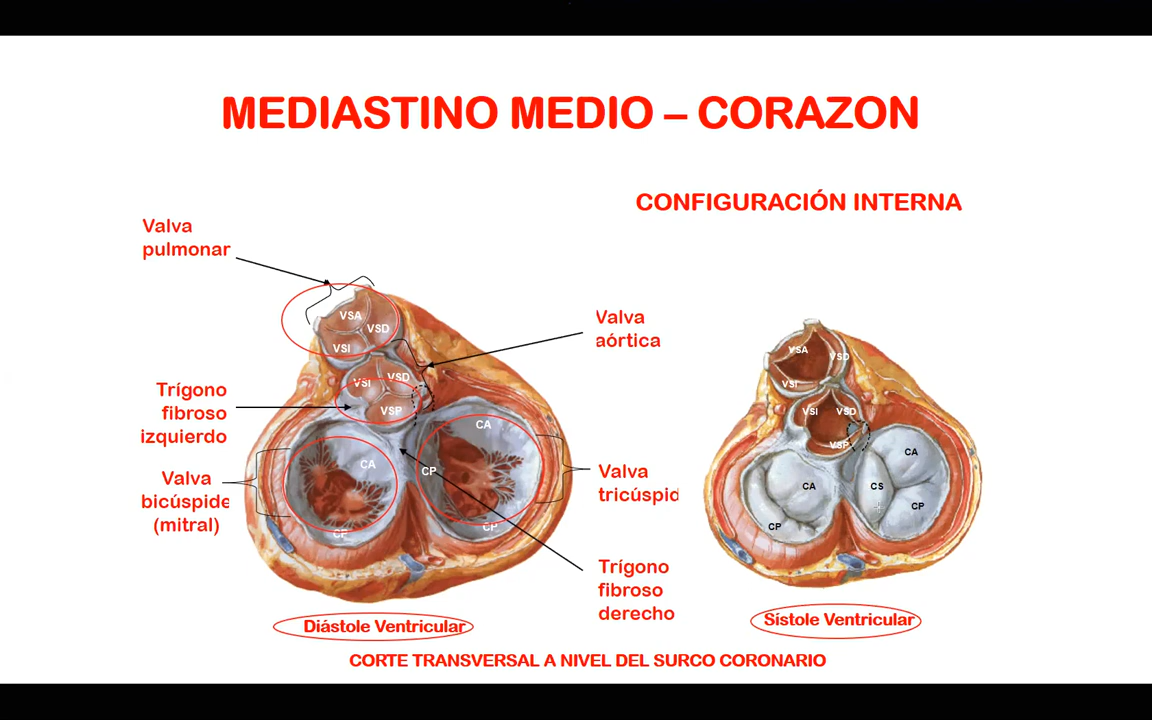 MEDIASTINO MEDIO – CORAZON
CONFIGURACIÓN INTERNA
Valva
pulmonar
Trígono
fibroso
izquierdo
Valva
bicúspide
(mitral)
VSA
VSD
VSI
VSI
VSD
VSP
CA
CP
CA
CP
CP
Valva
aórtica
Valva
tricúspid
Trígono
fibroso
derecho
VSA
VSD
VSI
VSI
VSD
VSP
CA
CP
CS
CA
CP
Diástole Ventricular
Sístole Ventricular
CORTE TRANSVERSAL A NIVEL DEL SURCO CORONARIO